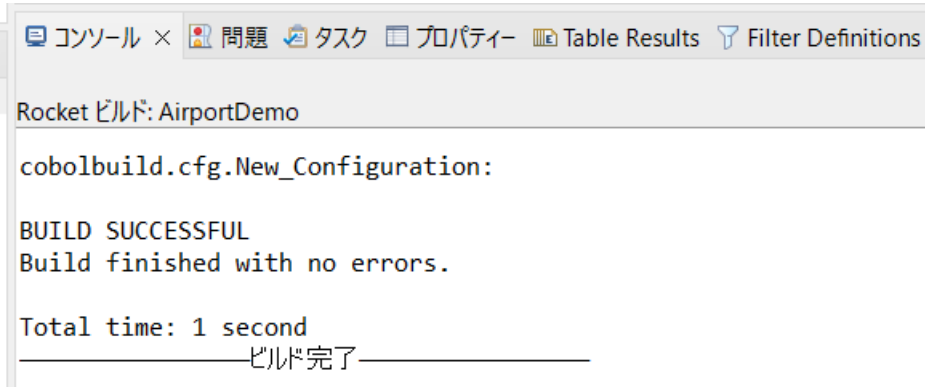 コンソール × 問題 タスク プロパティー Table Results Filter Definitions
Rocket ビルド: AirportDemo
cobolbuild.cfg.New_Configuration:
BUILD SUCCESSFUL
Build finished with no errors.
Total time: 1 second
ビルド完了